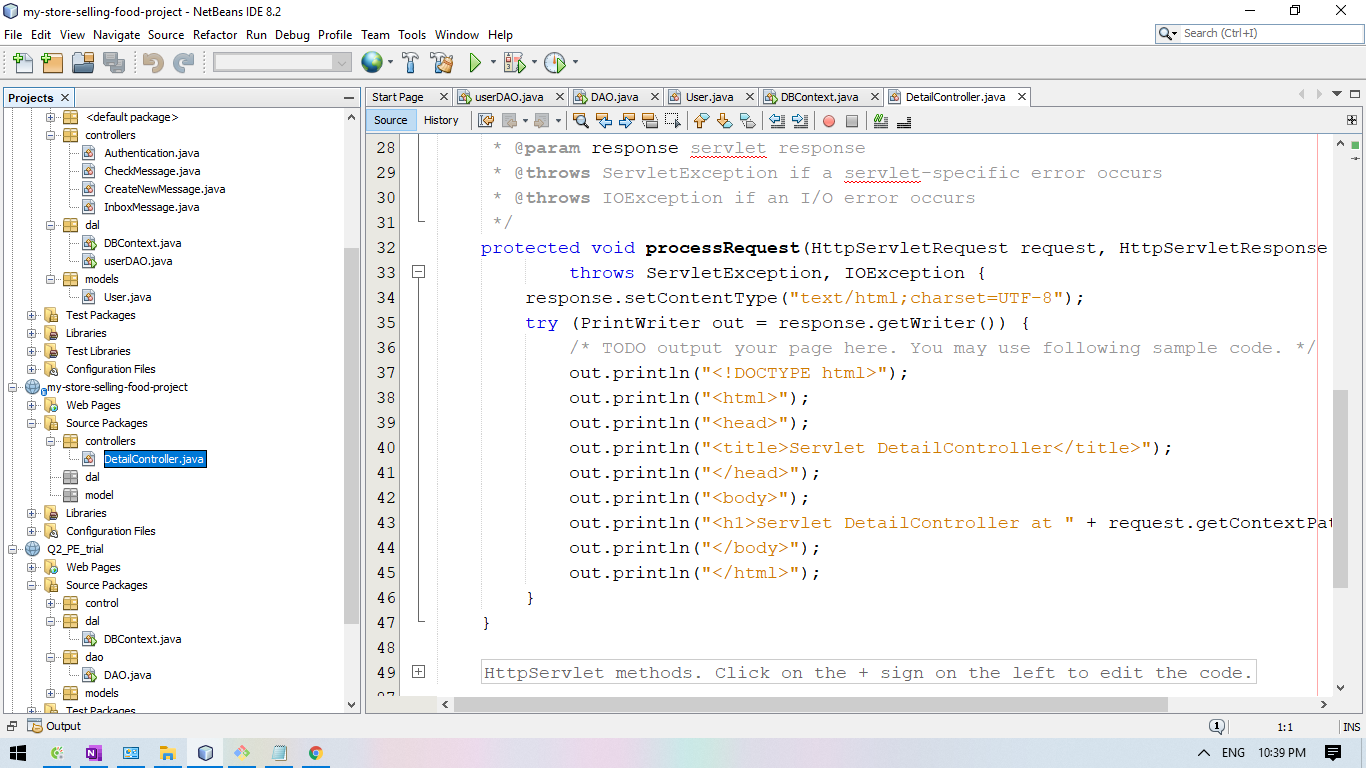 my-store-selling-food-project - NetBeans IDE 8.2
File Edit View Navigate Source Refactor Run Debug Profile Team Tools Window Help
Search (Ctrl+I)
Projects
Start Page userDAO.java DAO.java User.java DBContext.java DetailController.java
Source History
<default package>
controllers
Authentication.java
CheckMessage.java
CreateNewMessage.java
InboxMessage.java
dal
DBContext.java
userDAO.java
models
User.java
Test Packages
Libraries
Test Libraries
Configuration Files
my-store-selling-food-project
Web Pages
Source Packages
controllers
DetailController.java
dal
model
Libraries
Configuration Files
Q2_PE_trial
Web Pages
Source Packages
control
dal
DBContext.java
dao
DAO.java
models
Test Packages
28 * @param response servlet response
29 * @throws ServletException if a servlet-specific error occurs
30 * @throws IOException if an I/O error occurs
31 */
32 protected void processRequest(HttpServletRequest request, HttpServletResponse
33 throws ServletException, IOException {
34 response.setContentType("text/html;charset=UTF-8");
35 try (PrintWriter out = response.getWriter()) {
36 /* TODO output your page here. You may use following sample code. */
37 out.println("<!DOCTYPE html>");
38 out.println("<html>");
39 out.println("<head>");
40 out.println("<title>Servlet DetailController</title>");
41 out.println("</head>");
42 out.println("<body>");
43 out.println("<h1>Servlet DetailController at " + request.getContextPat
44 out.println("</body>");
45 out.println("</html>");
46 }
47 }
48
49 HttpServlet methods. Click on the + sign on the left to edit the code.
Output
1
1:1
INS
ENG 10:39 PM